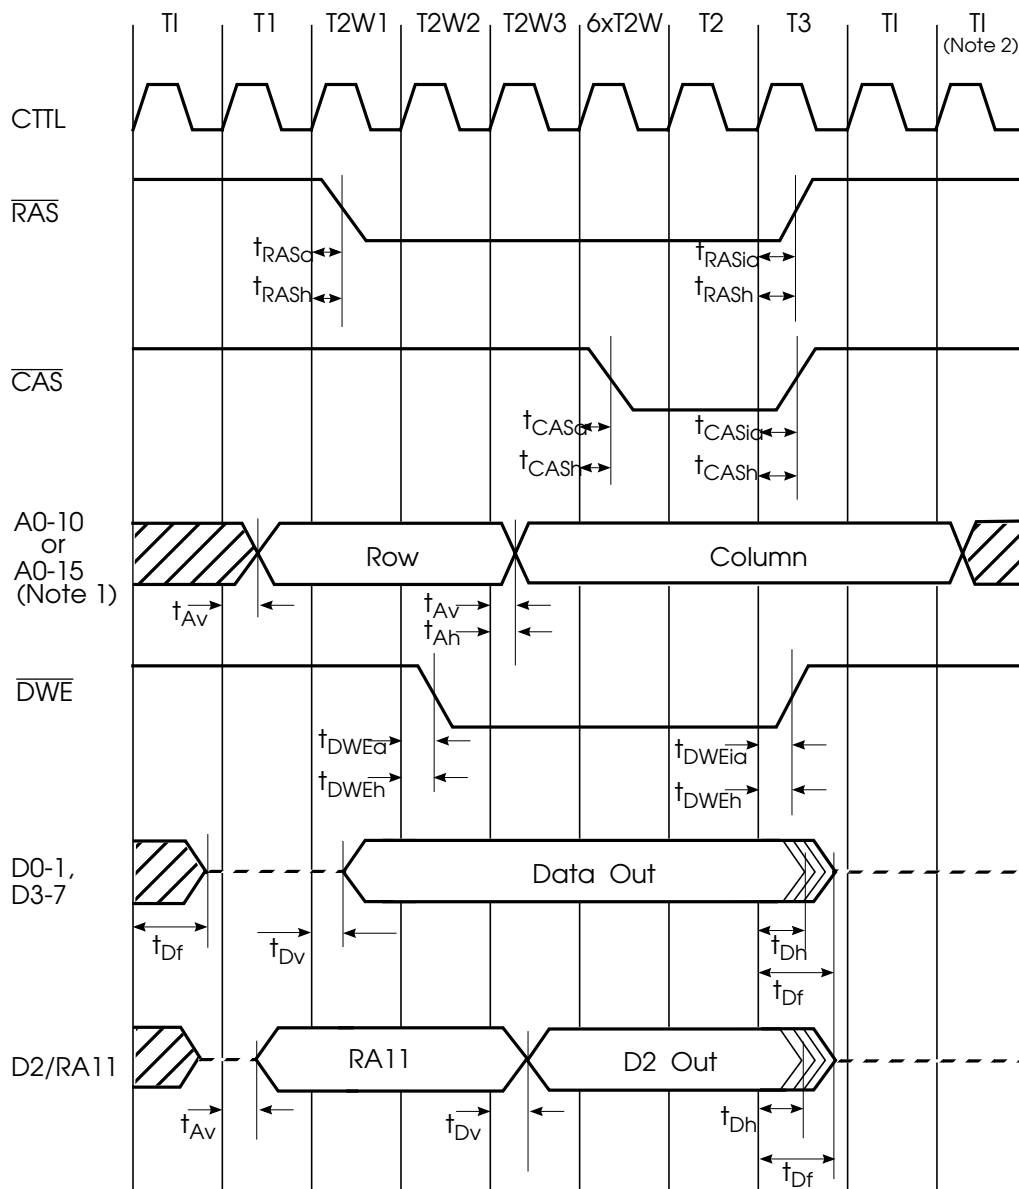 TI T1 T2W1 T2W2 T2W3 6xT2W T2 T3 TI TI
(Note 2)
CTTL
RAS
tRASa tRASia
tRASh tRASh
CAS
tCASa tCASia
tCASh tCASh
A0-10
or
A0-15
(Note 1)
Row Column
tAv tAv
tAh
DWE
tDWEa tDWEia
tDWEh tDWEh
D0-1,
D3-7
Data Out
tDf tDv tDh
tDf
D2/RA11 RA11 D2 Out
tAv tDv tDh
tDf